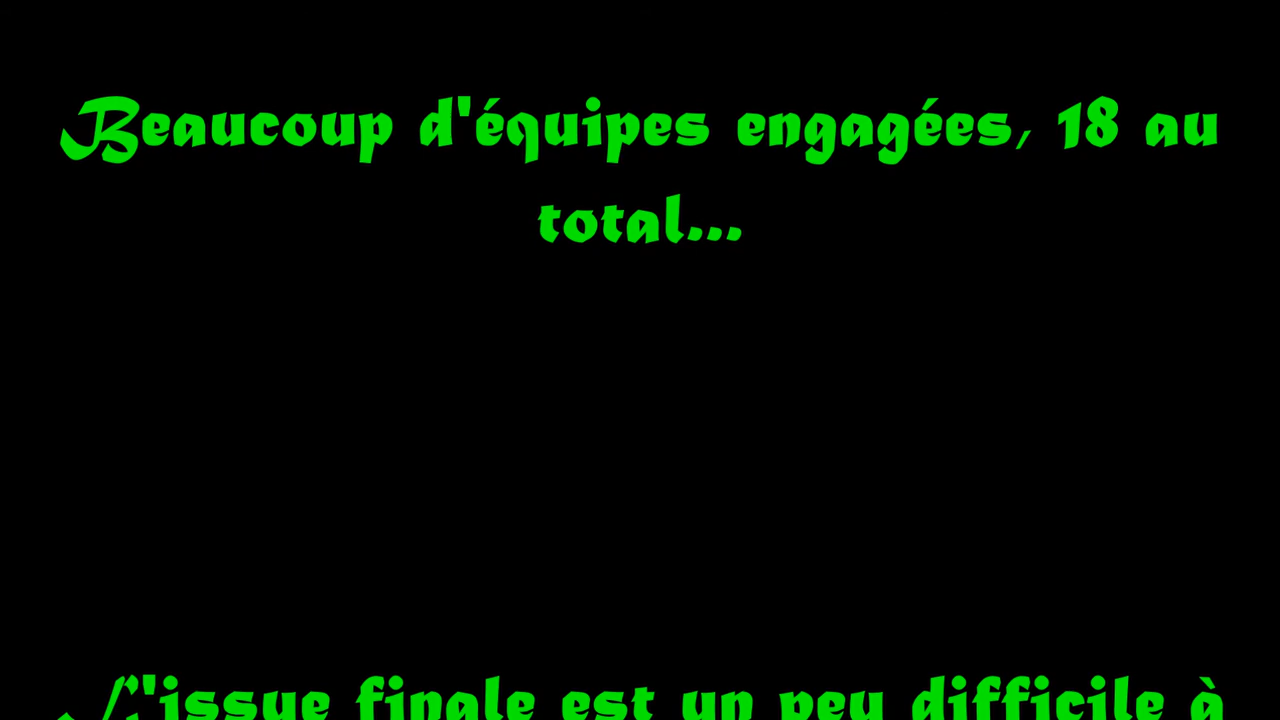 Beaucoup d'équipes engagées, 18 au
total...
L'issue finale est un peu difficile à